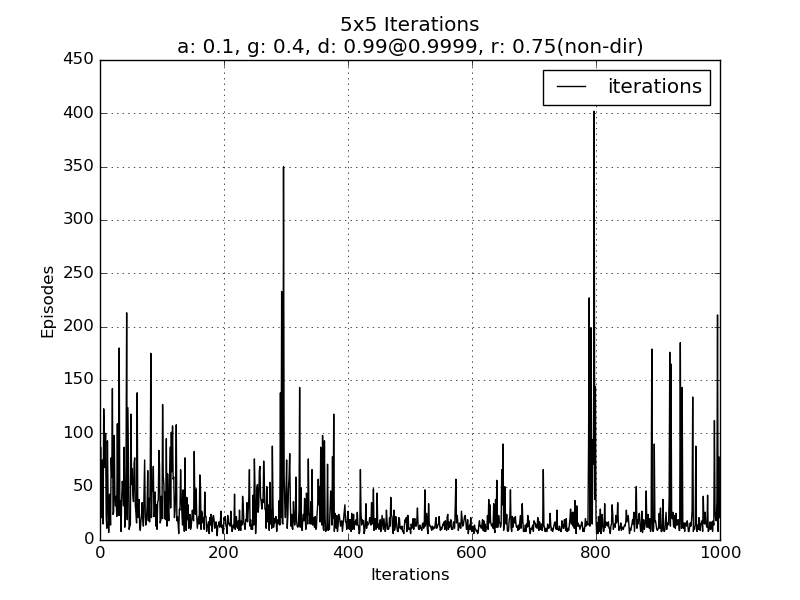 5x5 Iterations
a: 0.1, g: 0.4, d: 0.99@0.9999, r: 0.75(non-dir)
450
iterations
400
350
300
250
Episodes
200
150
100
50
0
0 200 400 600 800 1000
Iterations